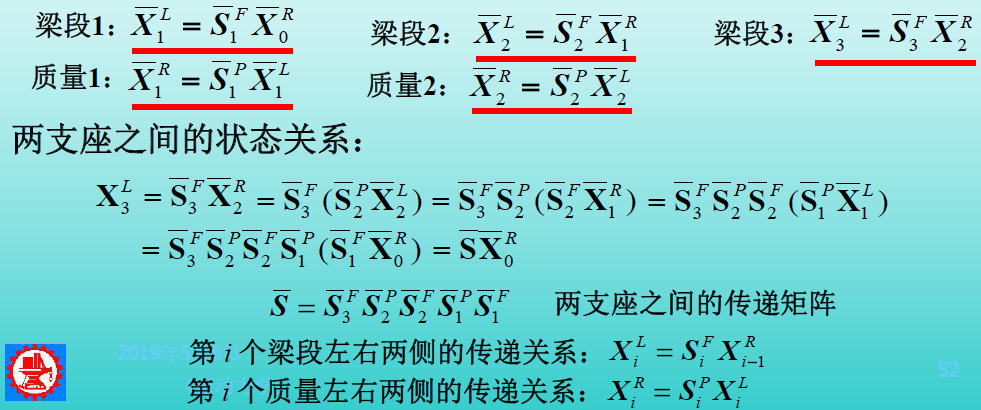 梁段1: $\overline{X}_1^L = \overline{S}_1^F \overline{X}_0^R$ 梁段2: $\overline{X}_2^L = \overline{S}_2^F \overline{X}_1^R$ 梁段3: $\overline{X}_3^L = \overline{S}_3^F \overline{X}_2^R$
质量1: $\overline{X}_1^R = \overline{S}_1^P \overline{X}_1^L$ 质量2: $\overline{X}_2^R = \overline{S}_2^P \overline{X}_2^L$
两支座之间的状态关系:
$\overline{\mathbf{X}}_3^L = \overline{\mathbf{S}}_3^F \overline{\mathbf{X}}_2^R = \overline{\mathbf{S}}_3^F (\overline{\mathbf{S}}_2^P \overline{\mathbf{X}}_2^L) = \overline{\mathbf{S}}_3^F \overline{\mathbf{S}}_2^P (\overline{\mathbf{S}}_2^F \overline{\mathbf{X}}_1^R) = \overline{\mathbf{S}}_3^F \overline{\mathbf{S}}_2^P \overline{\mathbf{S}}_2^F (\overline{\mathbf{S}}_1^P \overline{\mathbf{X}}_1^L)$
$= \overline{\mathbf{S}}_3^F \overline{\mathbf{S}}_2^P \overline{\mathbf{S}}_2^F \overline{\mathbf{S}}_1^P (\overline{\mathbf{S}}_1^F \overline{\mathbf{X}}_0^R) = \overline{\mathbf{S}} \overline{\mathbf{X}}_0^R$
$\overline{S} = \overline{S}_3^F \overline{S}_2^P \overline{S}_2^F \overline{S}_1^P \overline{S}_1^F$ 两支座之间的传递矩阵
第 i 个梁段左右两侧的传递关系: $X_i^L = S_i^F X_{i-1}^R$
第 i 个质量左右两侧的传递关系: $X_i^R = S_i^P X_i^L$
2019年
52